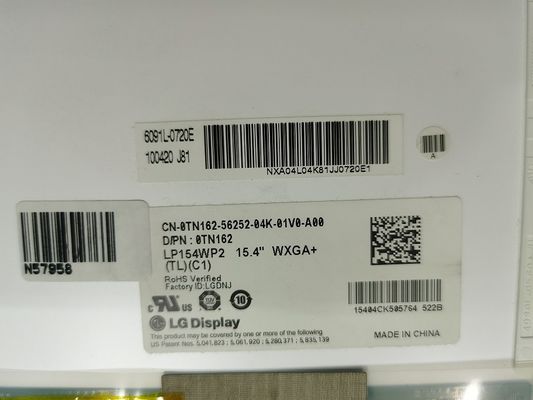 6091L-0720E
100420 J81
NXA04L04K81JJ0720E1
A
N57958
CN-0TN162-56252-04K-01V0-A00
D/PN : 0TN162
LP154WP2 15.4" WXGA+
(TL)(C1)
RoHS Verified
Factory ID:LGDNJ
c RU US
10
15404CK505764 522B
LG Display
MADE IN CHINA
This product may be covered by one or more of the following
US Patent Nos. 5,041,823 ; 5,061,920 ; 5,280,371 ; 5,835,139